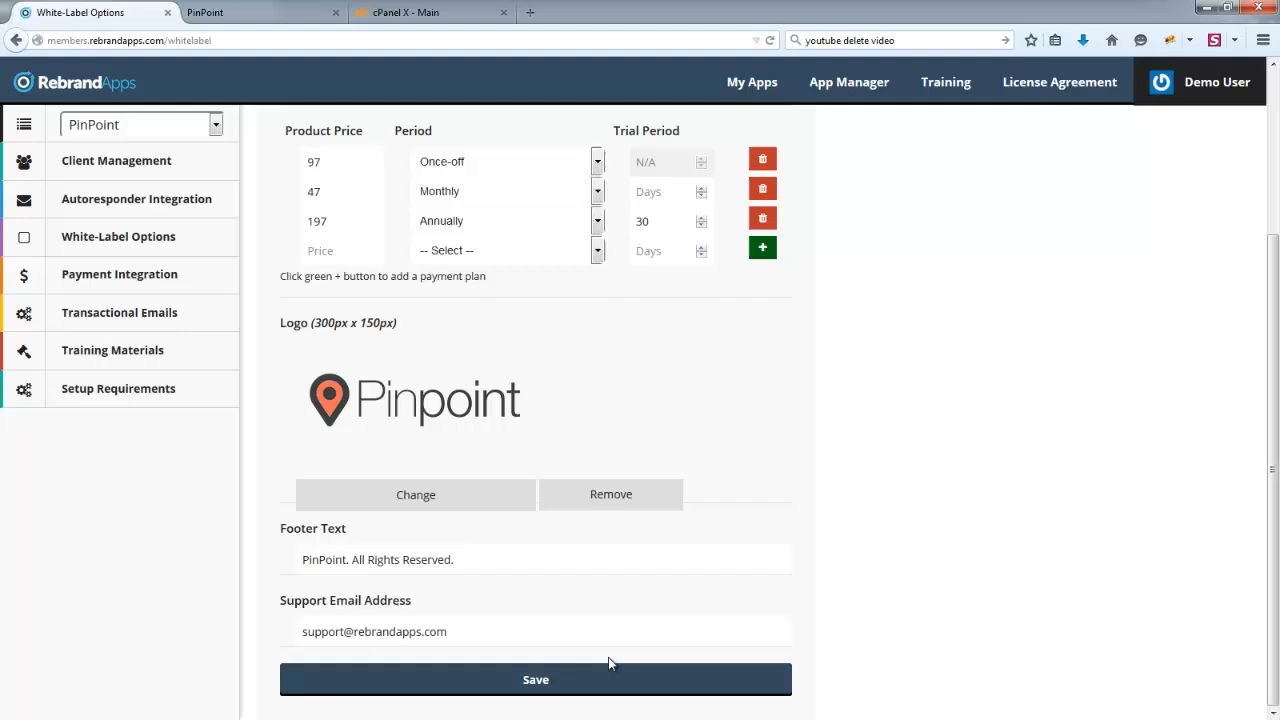 White-Label Options
PinPoint
cPanel X - Main
members.rebrandapps.com/whitelabel
youtube delete video
RebrandApps
My Apps
App Manager
Training
License Agreement
Demo User
PinPoint
Client Management
Autoresponder Integration
White-Label Options
Payment Integration
Transactional Emails
Training Materials
Setup Requirements
Product Price Period Trial Period
97 Once-off N/A
47 Monthly Days
197 Annually 30
Price -- Select -- Days
Click green + button to add a payment plan
Logo (300px x 150px)
Pinpoint
Change Remove
Footer Text
PinPoint. All Rights Reserved.
Support Email Address
support@rebrandapps.com
Save